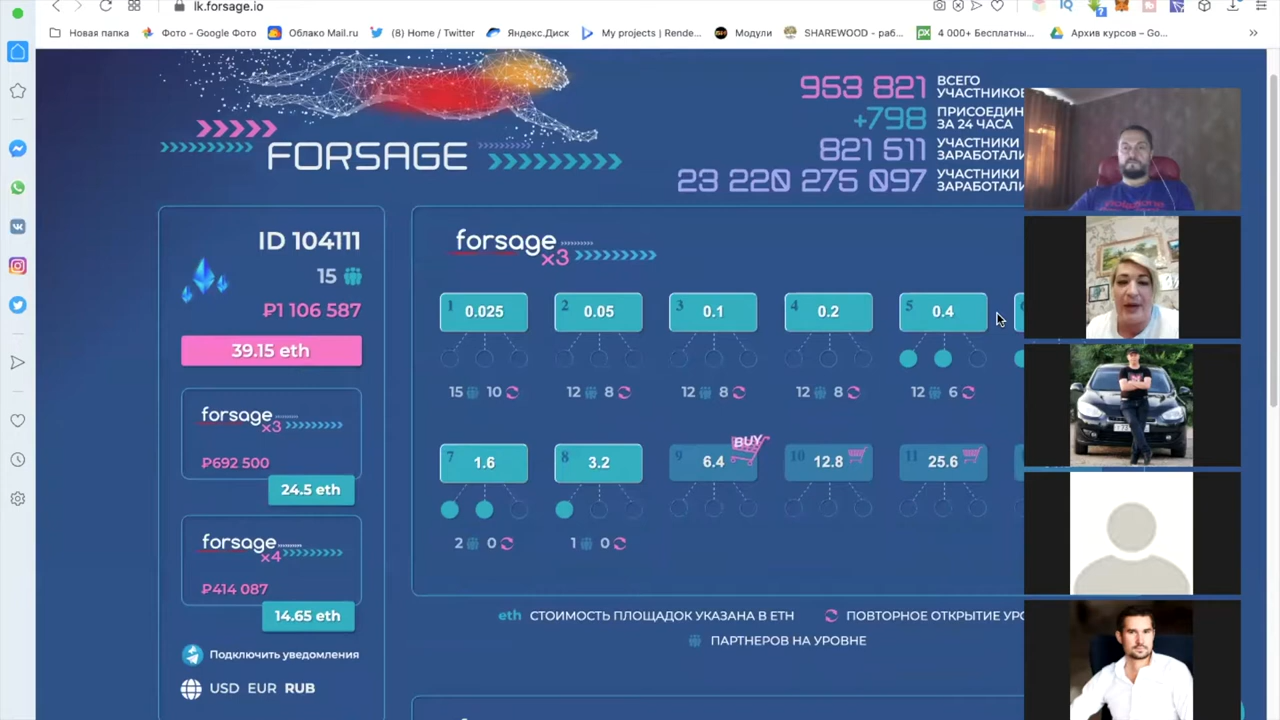 lk.forsage.io
Новая папка
Фото - Google Фото
Облако Mail.ru
(8) Home / Twitter
Яндекс.Диск
My projects | Rende...
Модули
SHAREWOOD - раб...
4 000+ Бесплатны...
Архив курсов – Go...
FORSAGE
953 821 ВСЕГО
УЧАСТНИКОВ
+798 ПРИСОЕДИН
ЗА 24 ЧАСА
821 511 УЧАСТНИКИ
ЗАРАБОТАЛИ
23 220 275 097 УЧАСТНИКИ
ЗАРАБОТАЛИ
ID 104111
15
₽1 106 587
39.15 eth
forsage
x3
₽692 500
24.5 eth
forsage
x4
₽414 087
14.65 eth
Подключить уведомления
USD EUR RUB
forsage
x3
1 0.025
2 0.05
3 0.1
4 0.2
5 0.4
15 10
12 8
12 8
12 8
12 6
7 1.6
8 3.2
9 6.4
BUY
10 12.8
11 25.6
2 0
1 0
eth СТОИМОСТЬ ПЛОЩАДОК УКАЗАНА В ETH
ПОВТОРНОЕ ОТКРЫТИЕ УРО
ПАРТНЕРОВ НА УРОВНЕ